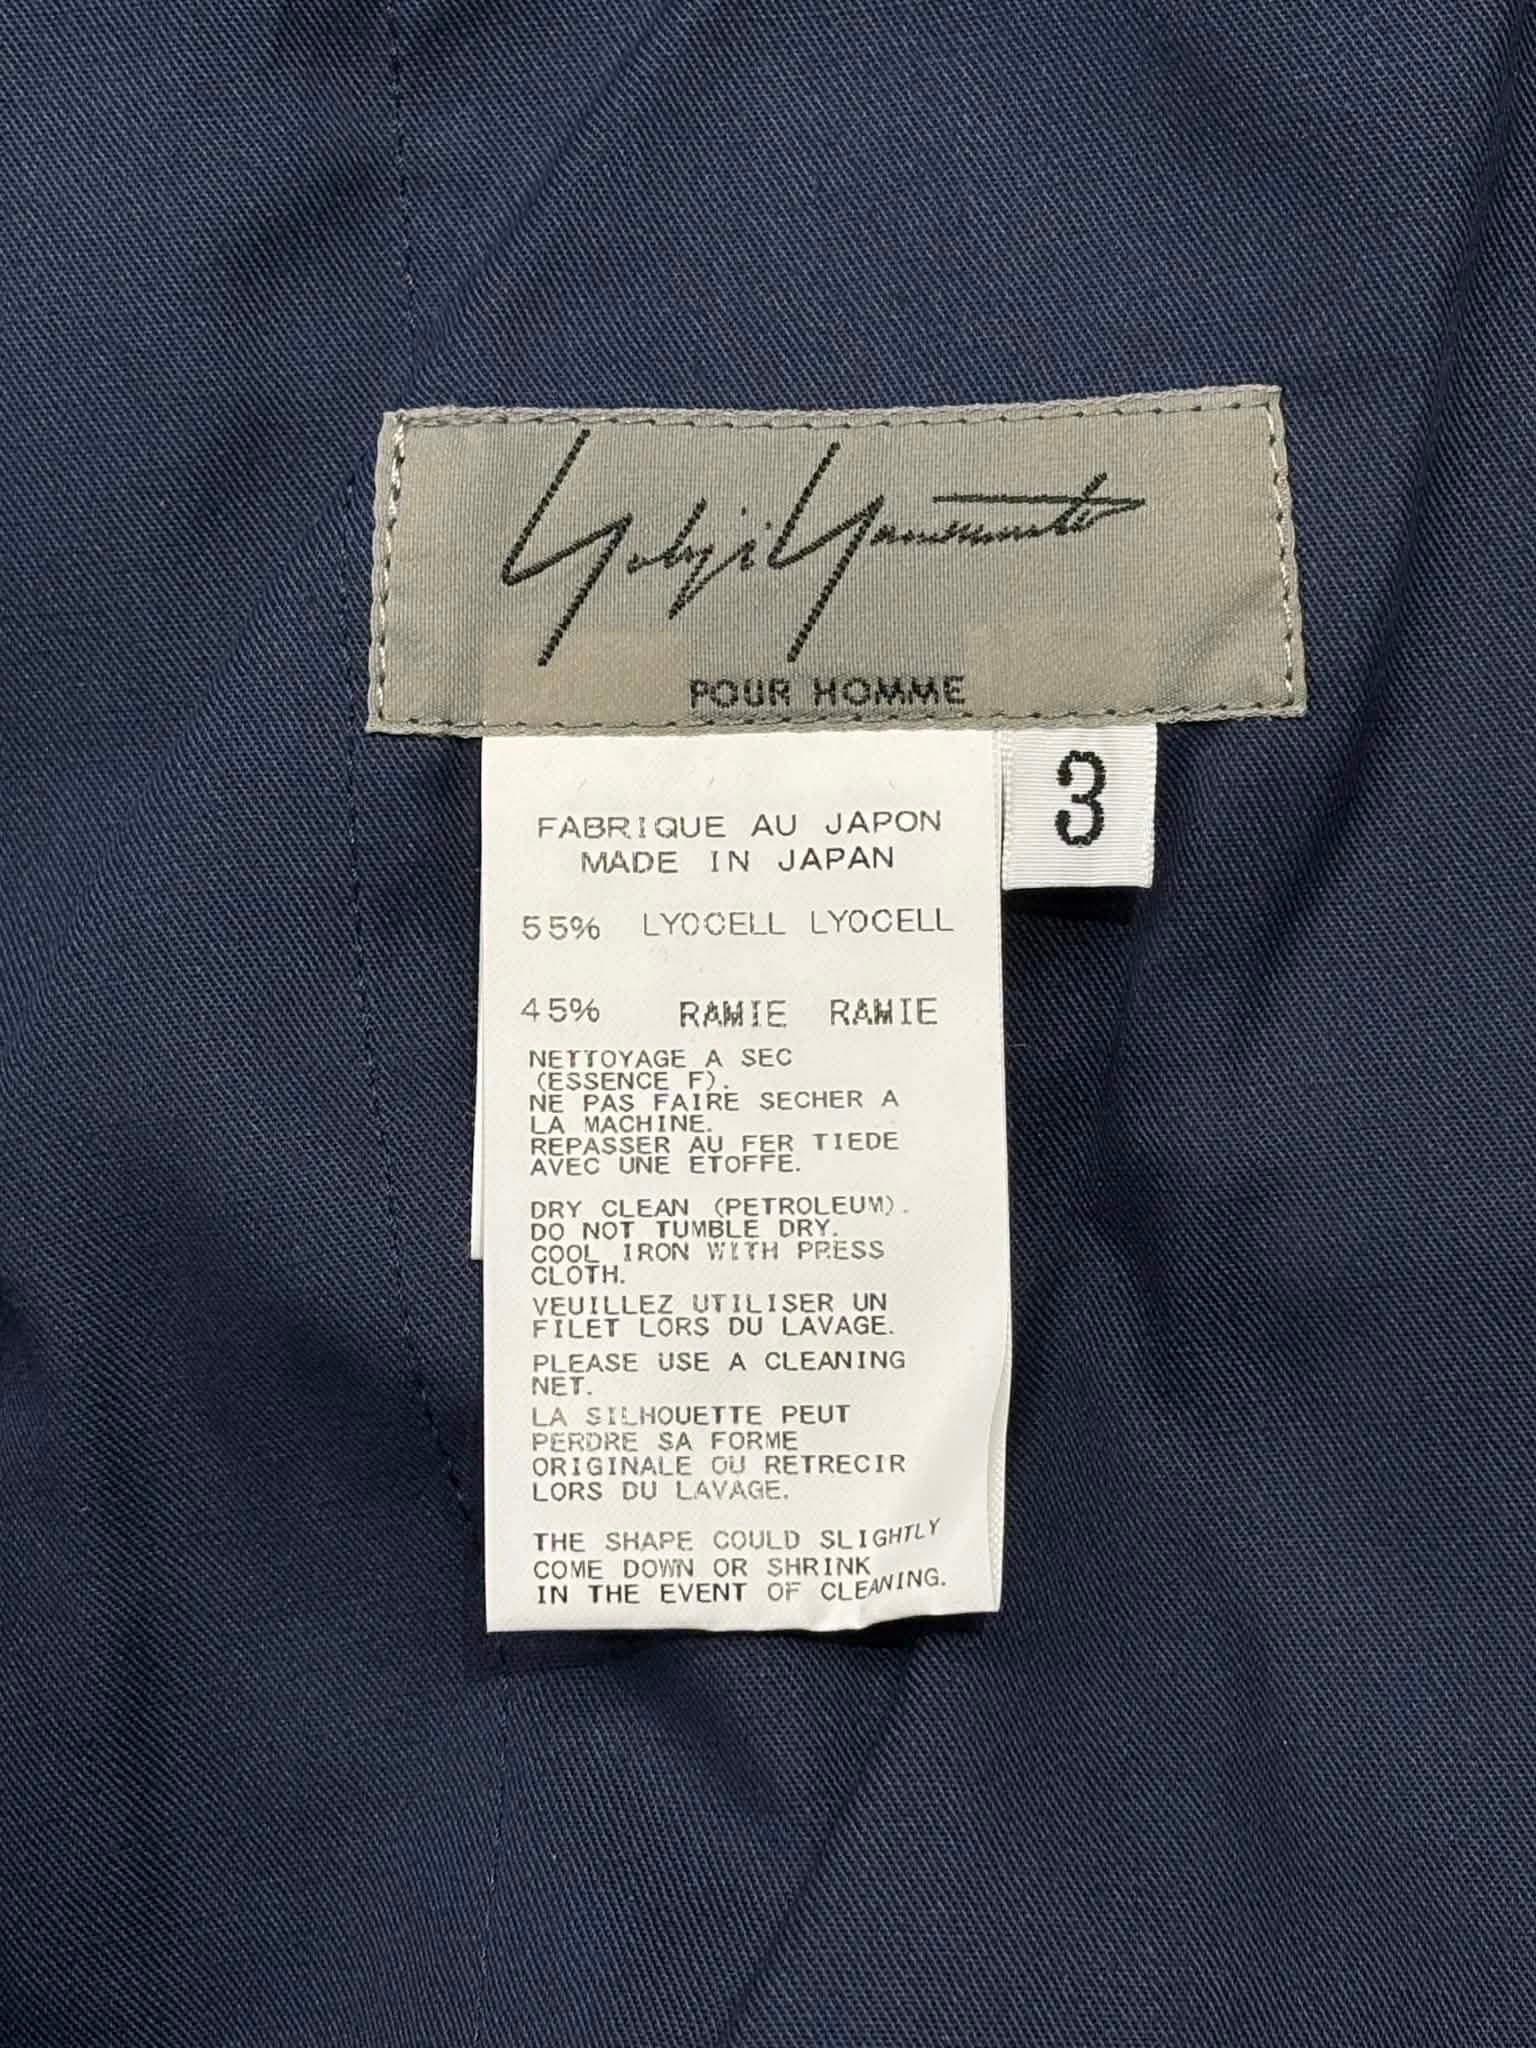 Yohji Yamamoto
POUR HOMME
3
FABRIQUE AU JAPON
MADE IN JAPAN
55% LYOCELL LYOCELL
45% RAMIE RAMIE
NETTOYAGE A SEC
(ESSENCE F).
NE PAS FAIRE SECHER A
LA MACHINE.
REPASSER AU FER TIEDE
AVEC UNE ETOFFE.
DRY CLEAN (PETROLEUM).
DO NOT TUMBLE DRY.
COOL IRON WITH PRESS
CLOTH.
VEUILLEZ UTILISER UN
FILET LORS DU LAVAGE.
PLEASE USE A CLEANING
NET.
LA SILHOUETTE PEUT
PERDRE SA FORME
ORIGINALE OU RETRECIR
LORS DU LAVAGE.
THE SHAPE COULD SLIGHTLY
COME DOWN OR SHRINK
IN THE EVENT OF CLEANING.